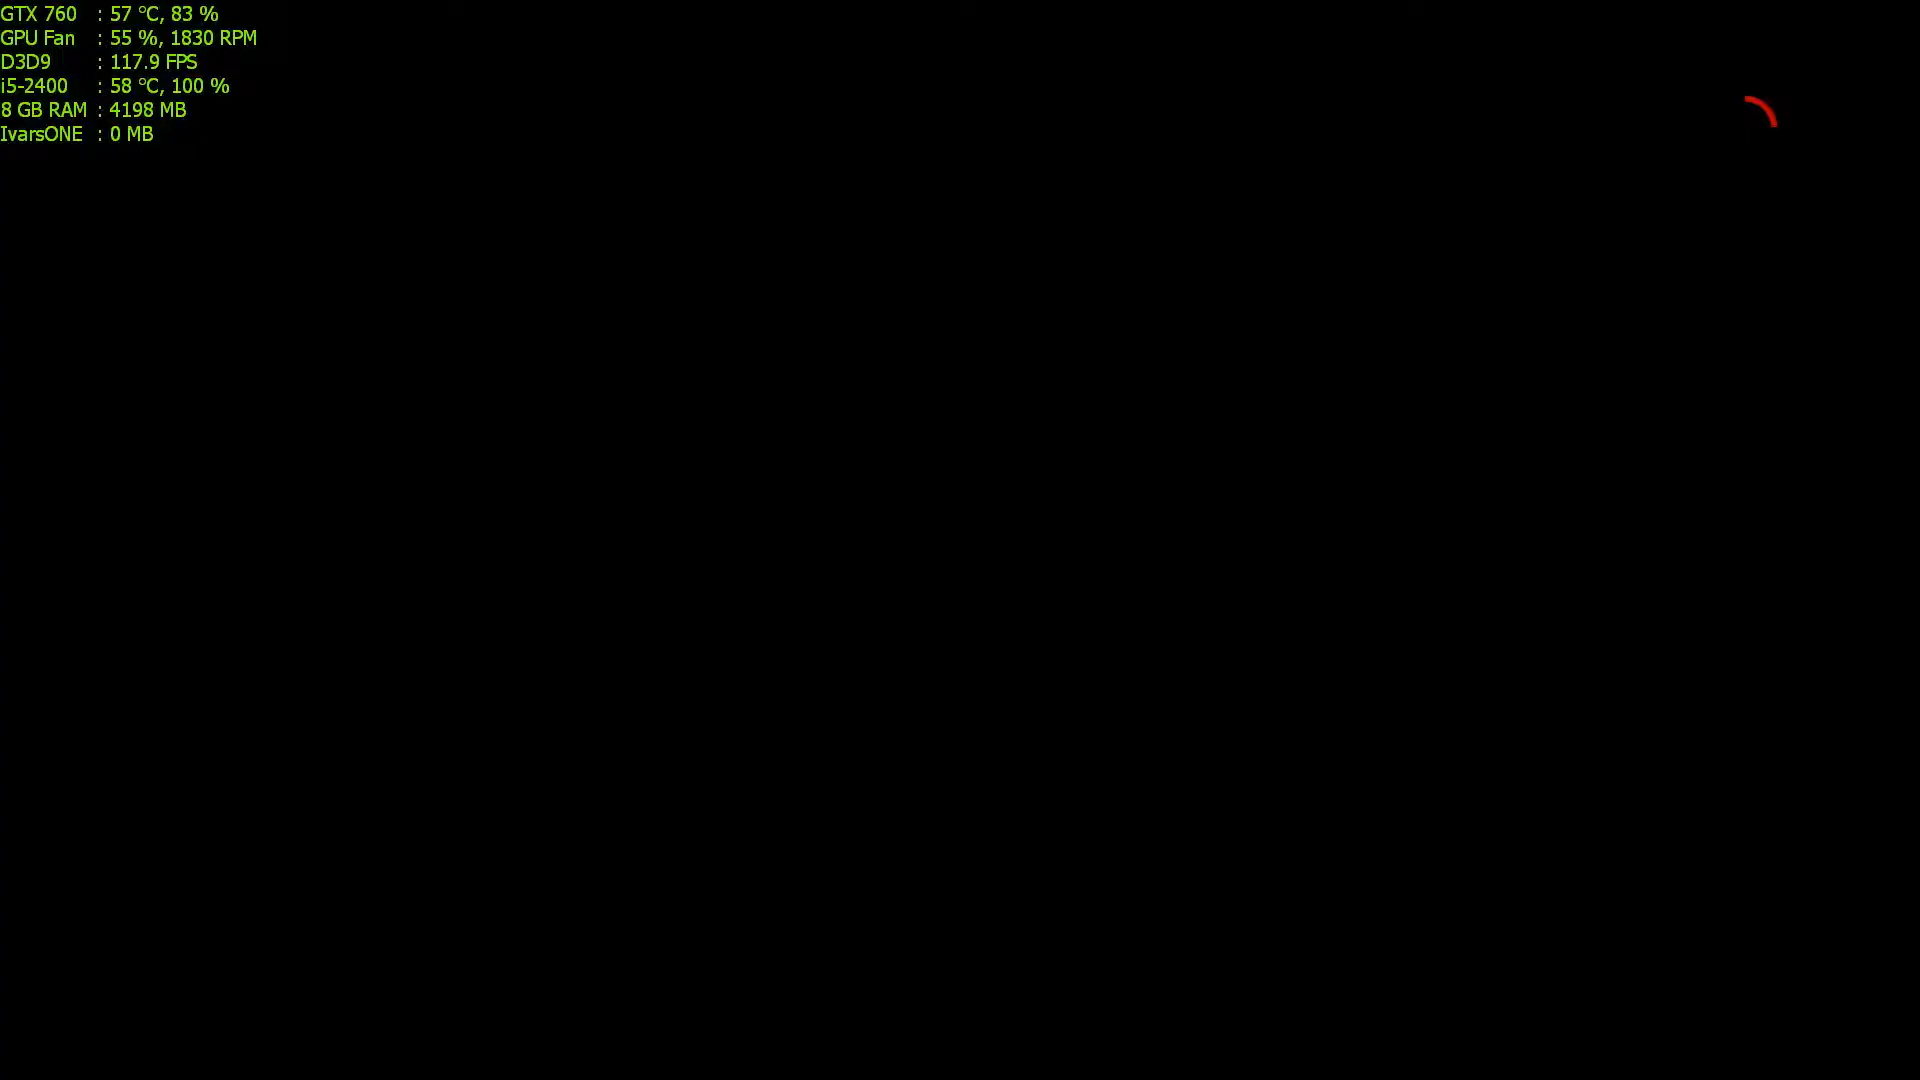 GTX 760 : 57 °C, 83 %
GPU Fan : 55 %, 1830 RPM
D3D9 : 117.9 FPS
i5-2400 : 58 °C, 100 %
8 GB RAM : 4198 MB
IvarsONE : 0 MB